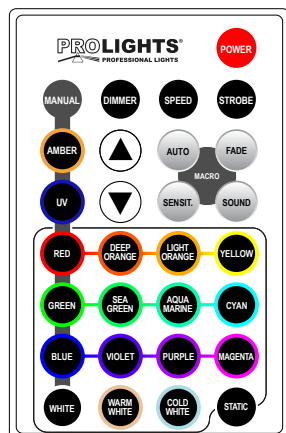 PROLIGHTS®
PROFESSIONAL LIGHTS
POWER
MANUAL DIMMER SPEED STROBE
AMBER AUTO FADE
MACRO
UV SENSIT. SOUND
RED DEEP ORANGE LIGHT ORANGE YELLOW
GREEN SEA GREEN AQUA MARINE CYAN
BLUE VIOLET PURPLE MAGENTA
WHITE WARM WHITE COLD WHITE STATIC